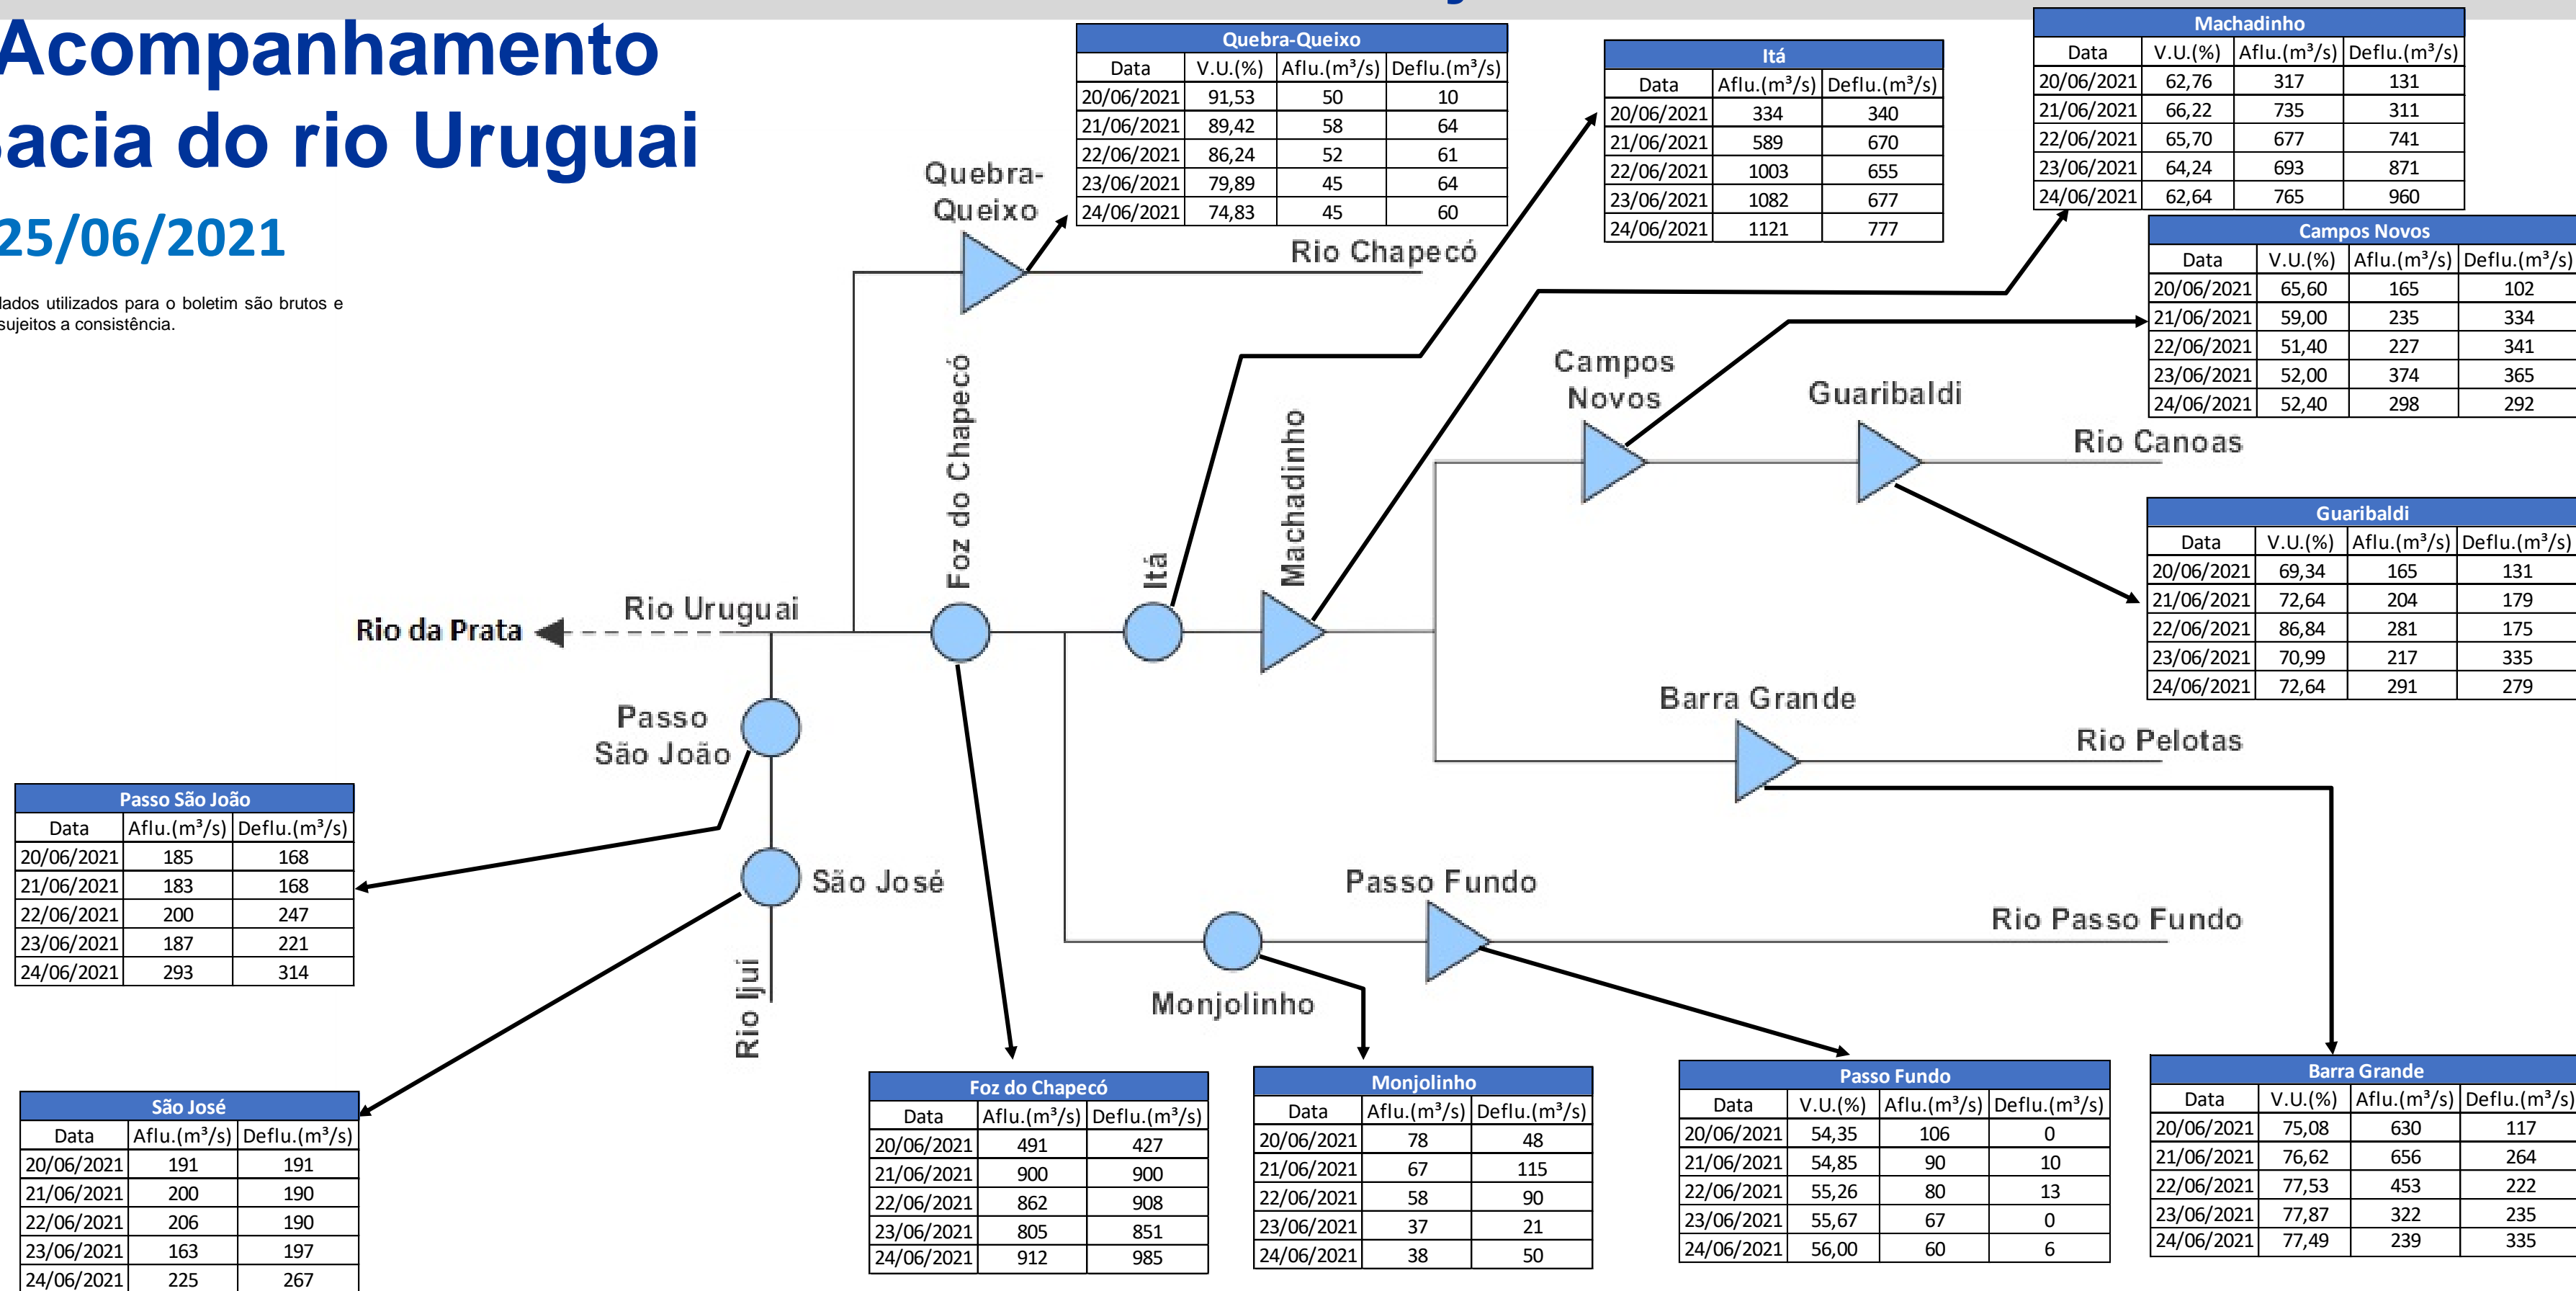 Acompanhamento
acia do rio Uruguai
25/06/2021
dados utilizados para o boletim são brutos e
sujeitos a consistência.
Quebra-Queixo
Data V.U.(%) Aflu.(m³/s) Deflu.(m³/s)
20/06/2021 91,53 50 10
21/06/2021 89,42 58 64
22/06/2021 86,24 52 61
23/06/2021 79,89 45 64
24/06/2021 74,83 45 60
Itá
Data Aflu.(m³/s) Deflu.(m³/s)
20/06/2021 334 340
21/06/2021 589 670
22/06/2021 1003 655
23/06/2021 1082 677
24/06/2021 1121 777
Machadinho
Data V.U.(%) Aflu.(m³/s) Deflu.(m³/s)
20/06/2021 62,76 317 131
21/06/2021 66,22 735 311
22/06/2021 65,70 677 741
23/06/2021 64,24 693 871
24/06/2021 62,64 765 960
Campos Novos
Data V.U.(%) Aflu.(m³/s) Deflu.(m³/s)
20/06/2021 65,60 165 102
21/06/2021 59,00 235 334
22/06/2021 51,40 227 341
23/06/2021 52,00 374 365
24/06/2021 52,40 298 292
Quebra-
Queixo
Rio Chapecó
Foz do Chapecó
Itá
Machadinho
Campos
Novos
Guaribaldi
Rio Canoas
Guaribaldi
Data V.U.(%) Aflu.(m³/s) Deflu.(m³/s)
20/06/2021 69,34 165 131
21/06/2021 72,64 204 179
22/06/2021 86,84 281 175
23/06/2021 70,99 217 335
24/06/2021 72,64 291 279
Rio da Prata
Rio Uruguai
Passo
São João
Barra Grande
Rio Pelotas
São José
Rio Ijuí
Passo Fundo
Rio Passo Fundo
Monjolinho
Passo São João
Data Aflu.(m³/s) Deflu.(m³/s)
20/06/2021 185 168
21/06/2021 183 168
22/06/2021 200 247
23/06/2021 187 221
24/06/2021 293 314
São José
Data Aflu.(m³/s) Deflu.(m³/s)
20/06/2021 191 191
21/06/2021 200 190
22/06/2021 206 190
23/06/2021 163 197
24/06/2021 225 267
Foz do Chapecó
Data Aflu.(m³/s) Deflu.(m³/s)
20/06/2021 491 427
21/06/2021 900 900
22/06/2021 862 908
23/06/2021 805 851
24/06/2021 912 985
Monjolinho
Data Aflu.(m³/s) Deflu.(m³/s)
20/06/2021 78 48
21/06/2021 67 115
22/06/2021 58 90
23/06/2021 37 21
24/06/2021 38 50
Passo Fundo
Data V.U.(%) Aflu.(m³/s) Deflu.(m³/s)
20/06/2021 54,35 106 0
21/06/2021 54,85 90 10
22/06/2021 55,26 80 13
23/06/2021 55,67 67 0
24/06/2021 56,00 60 6
Barra Grande
Data V.U.(%) Aflu.(m³/s) Deflu.(m³/s)
20/06/2021 75,08 630 117
21/06/2021 76,62 656 264
22/06/2021 77,53 453 222
23/06/2021 77,87 322 235
24/06/2021 77,49 239 335